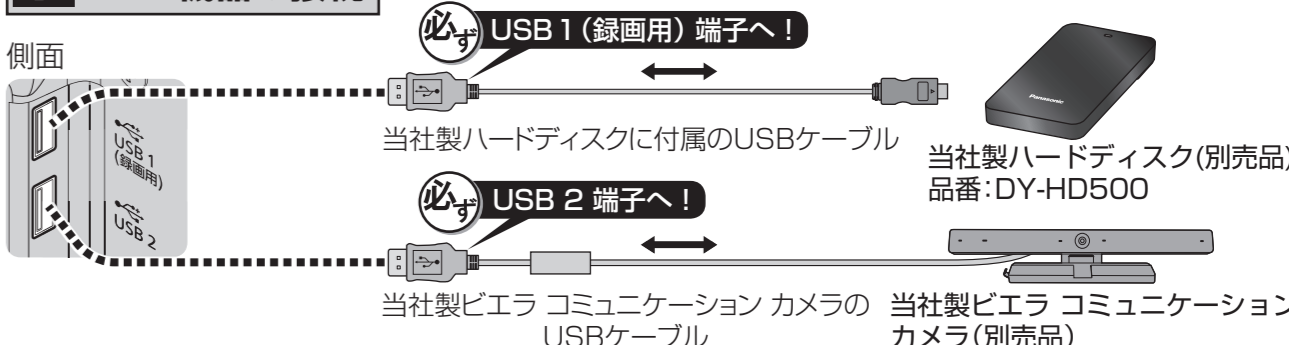 側面
必ず USB 1（録画用）端子へ！
USB 1
（録画用）
当社製ハードディスクに付属のUSBケーブル
Panasonic
当社製ハードディスク(別売品)
品番：DY-HD500
必ず USB 2 端子へ！
USB 2
当社製ビエラ コミュニケーション カメラの
USBケーブル
当社製ビエラ コミュニケーション
カメラ(別売品)